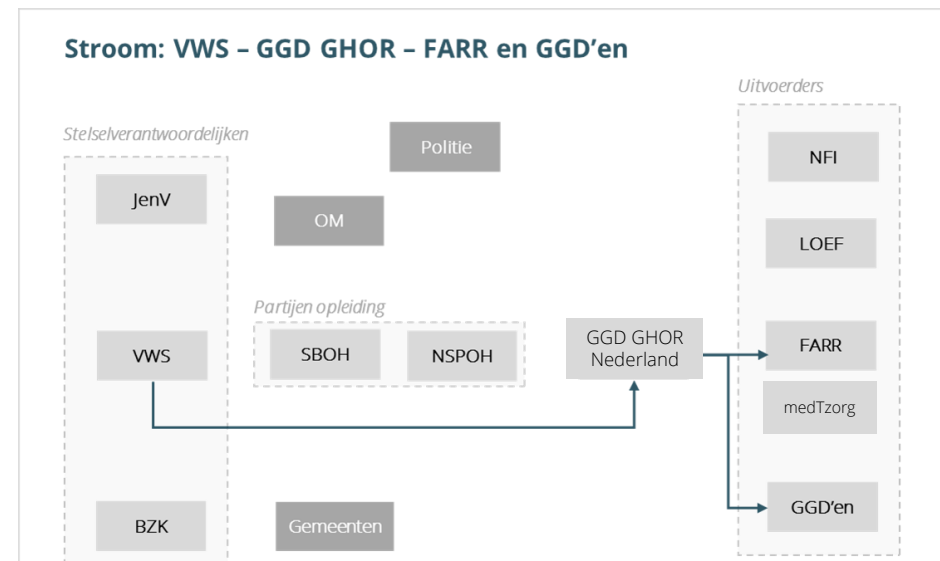 Stroom: VWS – GGD GHOR – FARR en GGD’en
Uitvoerders
Stelselverantwoordelijken
Politie
NFI
JenV
OM
LOEF
Partijen opleiding
VWS
SBOH
NSPOH
GGD GHOR
Nederland
FARR
medTzorg
GGD’en
BZK
Gemeenten